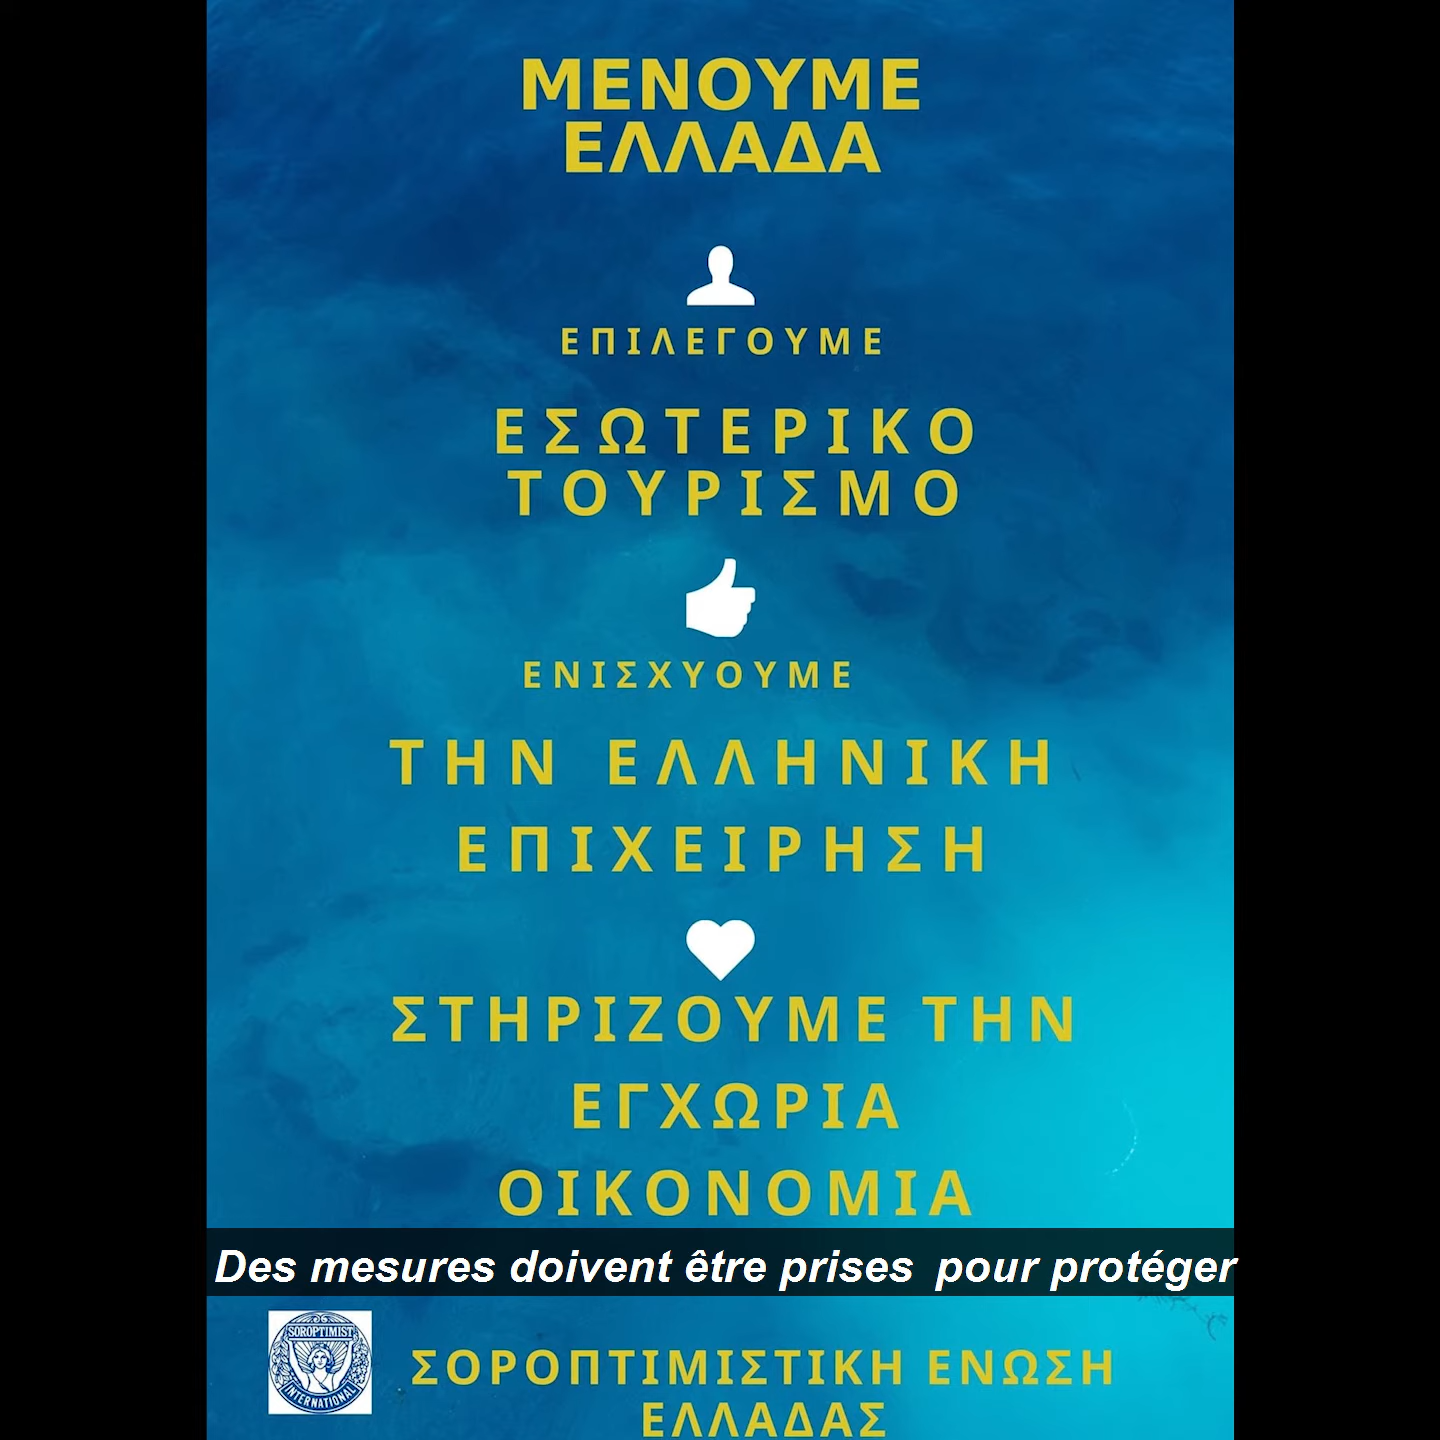 ΜΕΝΟΥΜΕ
ΕΛΛΑΔΑ
ΕΠΙΛΕΓΟΥΜΕ
ΕΣΩΤΕΡΙΚΟ
ΤΟΥΡΙΣΜΟ
ΕΝΙΣΧΥΟΥΜΕ
ΤΗΝ ΕΛΛΗΝΙΚΗ
ΕΠΙΧΕΙΡΗΣΗ
ΣΤΗΡΙΖΟΥΜΕ ΤΗΝ
ΕΓΧΩΡΙΑ
ΟΙΚΟΝΟΜΙΑ
Des mesures doivent être prises pour protéger
SOROPTIMIST
INTERNATIONAL
ΣΟΡΟΠΤΙΜΙΣΤΙΚΗ ΕΝΩΣΗ
ΕΛΛΑΔΑΣ